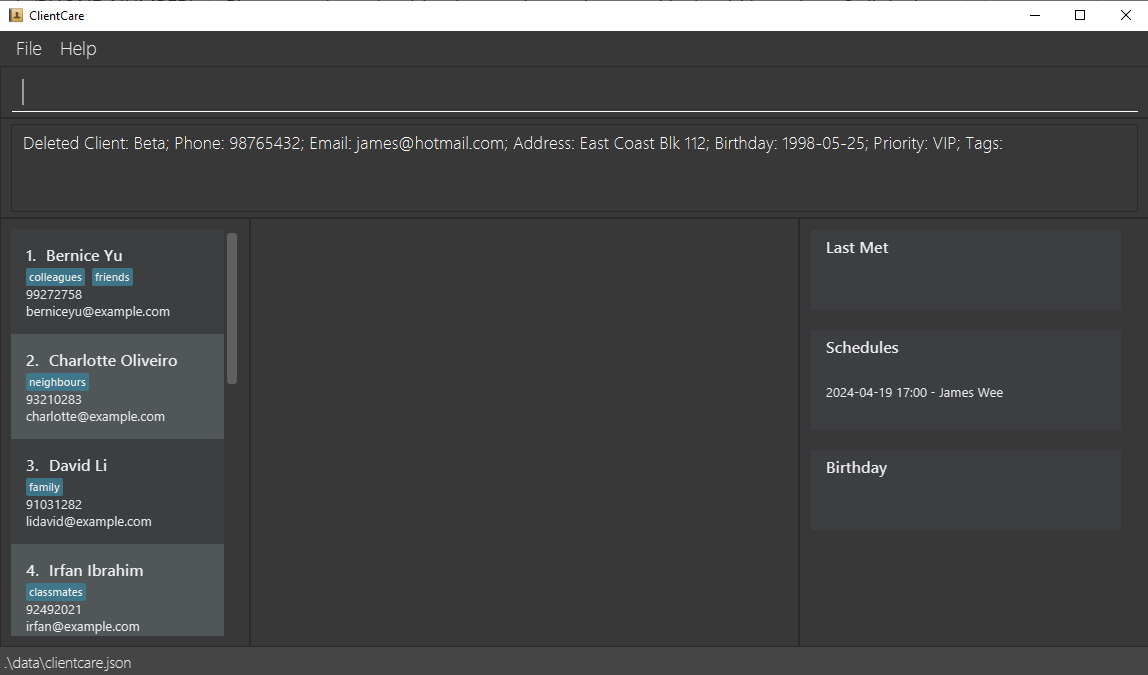 ClientCare
File Help
Deleted Client: Beta; Phone: 98765432; Email: james@hotmail.com; Address: East Coast Blk 112; Birthday: 1998-05-25; Priority: VIP; Tags:
1. Bernice Yu
colleagues friends
99272758
berniceyu@example.com
2. Charlotte Oliveiro
neighbours
93210283
charlotte@example.com
3. David Li
family
91031282
lidavid@example.com
4. Irfan Ibrahim
classmates
92492021
irfan@example.com
Last Met
Schedules
2024-04-19 17:00 - James Wee
Birthday
.\data\clientcare.json